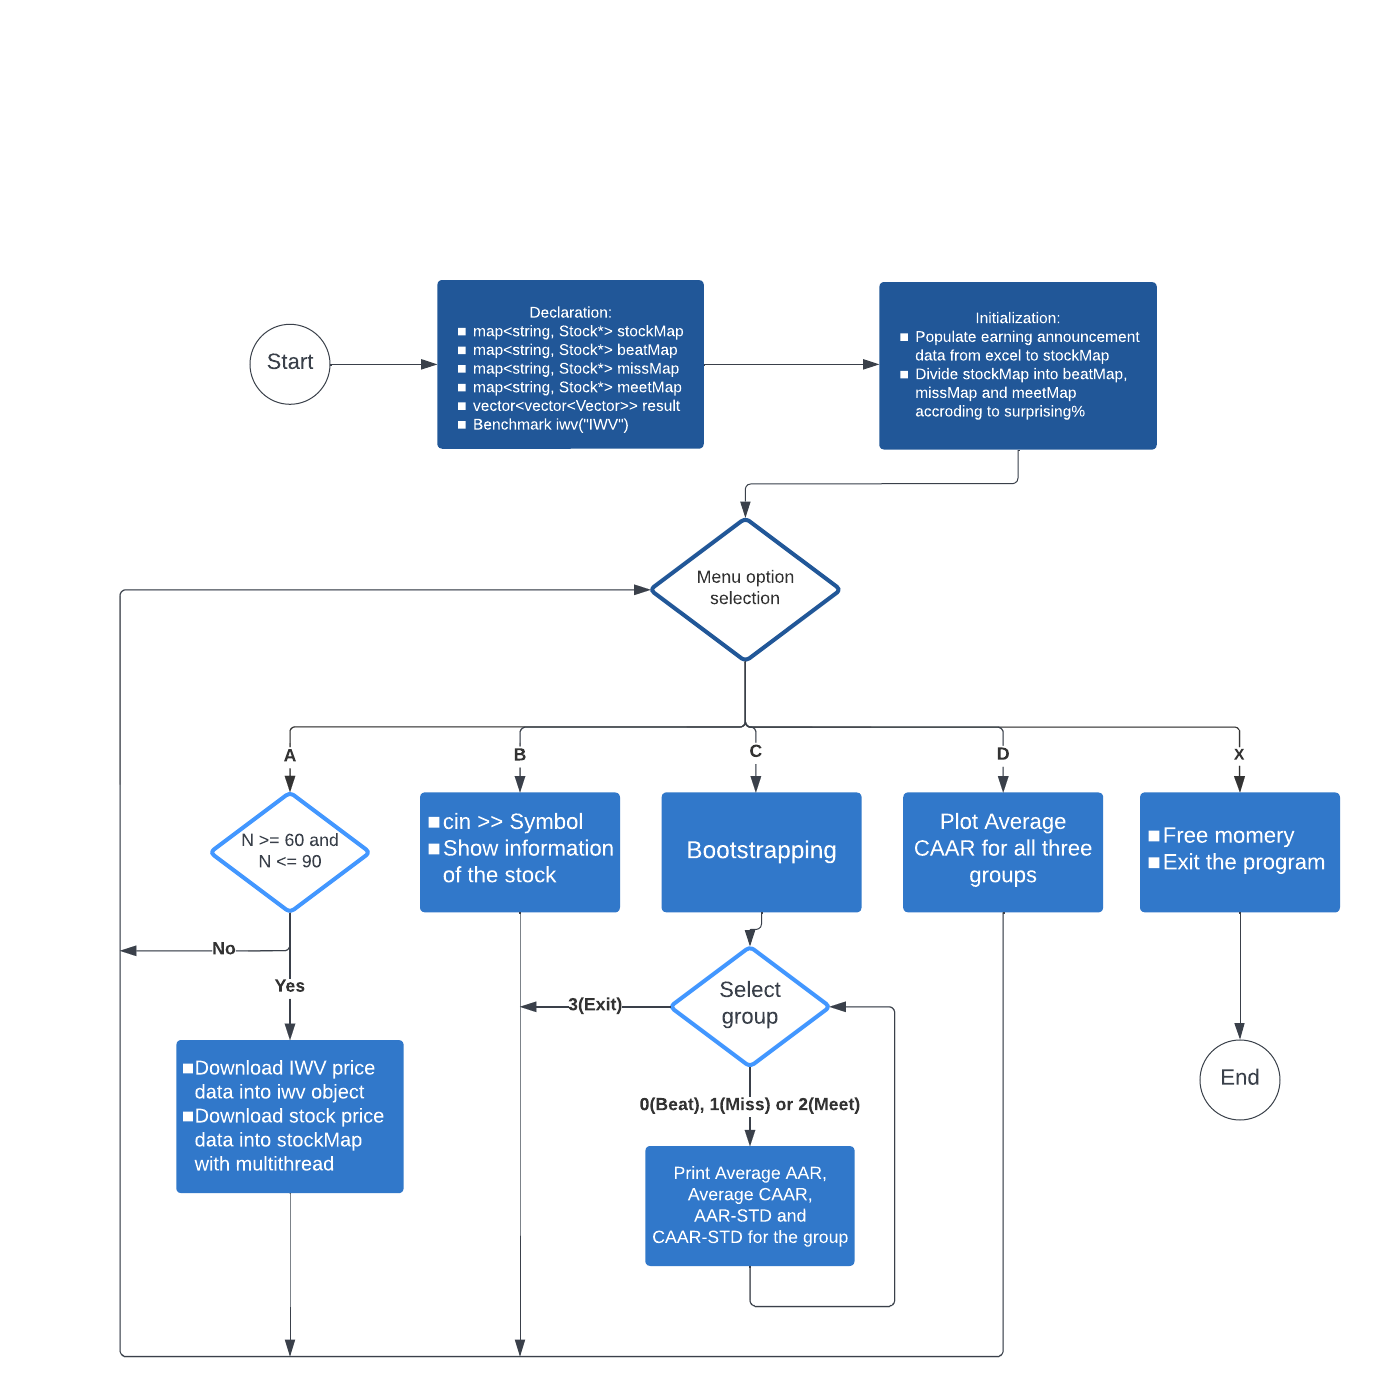 Start
Declaration:
■ map<string, Stock*> stockMap
■ map<string, Stock*> beatMap
■ map<string, Stock*> missMap
■ map<string, Stock*> meetMap
■ vector<vector<Vector>> result
■ Benchmark iwv("IWV")
Initialization:
■ Populate earning announcement
data from excel to stockMap
■ Divide stockMap into beatMap,
missMap and meetMap
accroding to surprising%
Menu option
selection
A
B
C
D
X
N >= 60 and
N <= 90
■ cin >> Symbol
■ Show information
of the stock
Bootstrapping
Plot Average
CAAR for all three
groups
■ Free momery
■ Exit the program
No
Yes
3(Exit)
Select
group
■ Download IWV price
data into iwv object
■ Download stock price
data into stockMap
with multithread
0(Beat), 1(Miss) or 2(Meet)
Print Average AAR,
Average CAAR,
AAR-STD and
CAAR-STD for the group
End